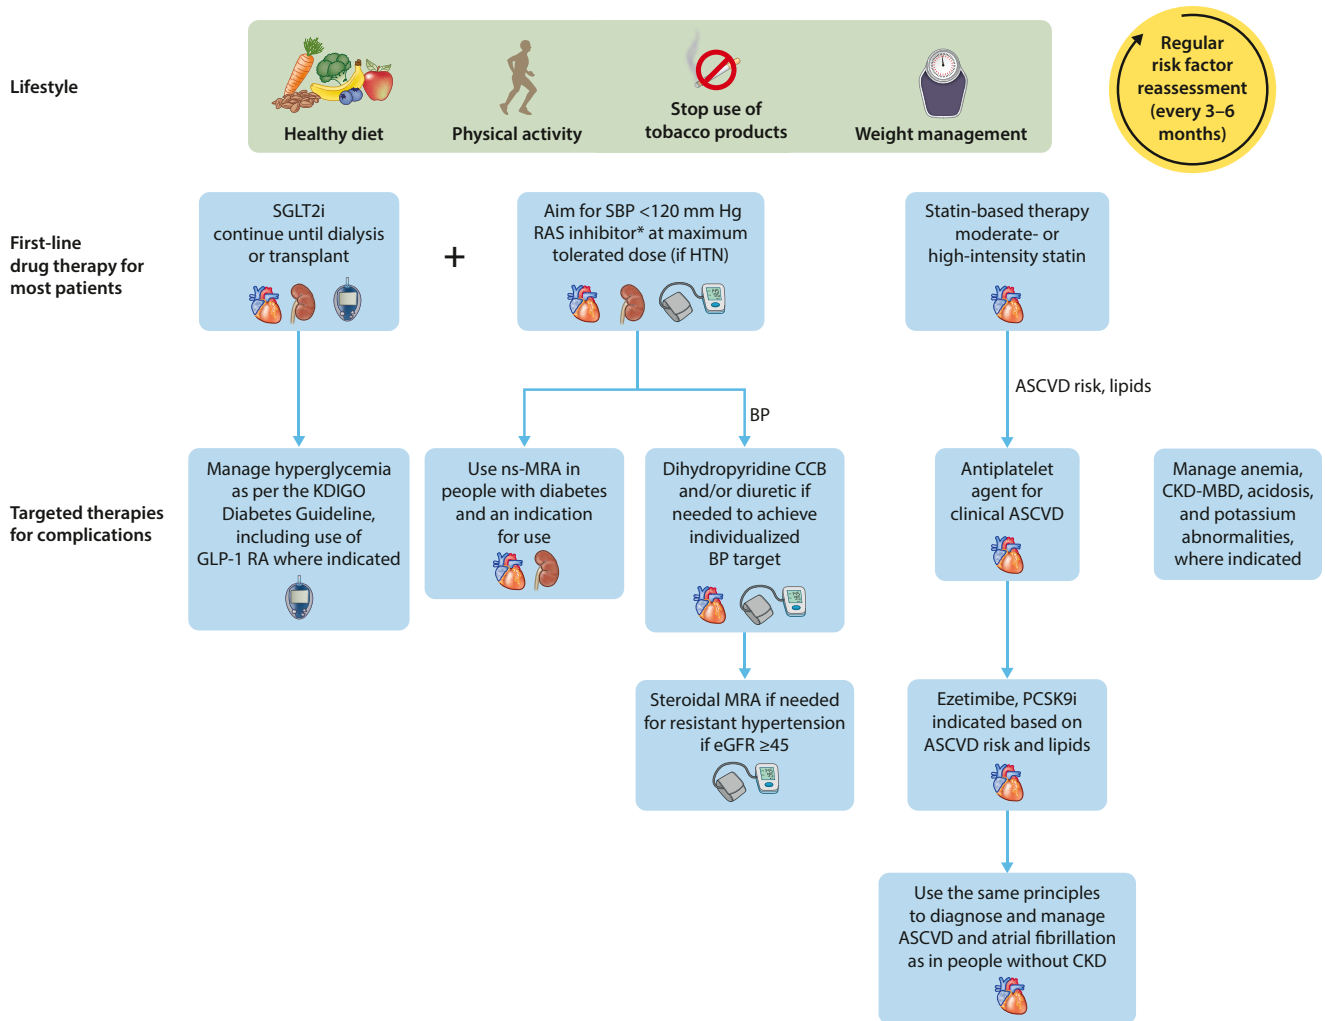 Lifestyle
Healthy diet
Physical activity
Stop use of
tobacco products
Weight management
Regular
risk factor
reassessment
(every 3–6
months)
First-line
drug therapy for
most patients
SGLT2i
continue until dialysis
or transplant
+
Aim for SBP <120 mm Hg
RAS inhibitor* at maximum
tolerated dose (if HTN)
Statin-based therapy
moderate- or
high-intensity statin
ASCVD risk, lipids
BP
Targeted therapies
for complications
Manage hyperglycemia
as per the KDIGO
Diabetes Guideline,
including use of
GLP-1 RA where indicated
Use ns-MRA in
people with diabetes
and an indication
for use
Dihydropyridine CCB
and/or diuretic if
needed to achieve
individualized
BP target
Antiplatelet
agent for
clinical ASCVD
Manage anemia,
CKD-MBD, acidosis,
and potassium
abnormalities,
where indicated
Steroidal MRA if needed
for resistant hypertension
if eGFR ≥45
Ezetimibe, PCSK9i
indicated based on
ASCVD risk and lipids
Use the same principles
to diagnose and manage
ASCVD and atrial fibrillation
as in people without CKD